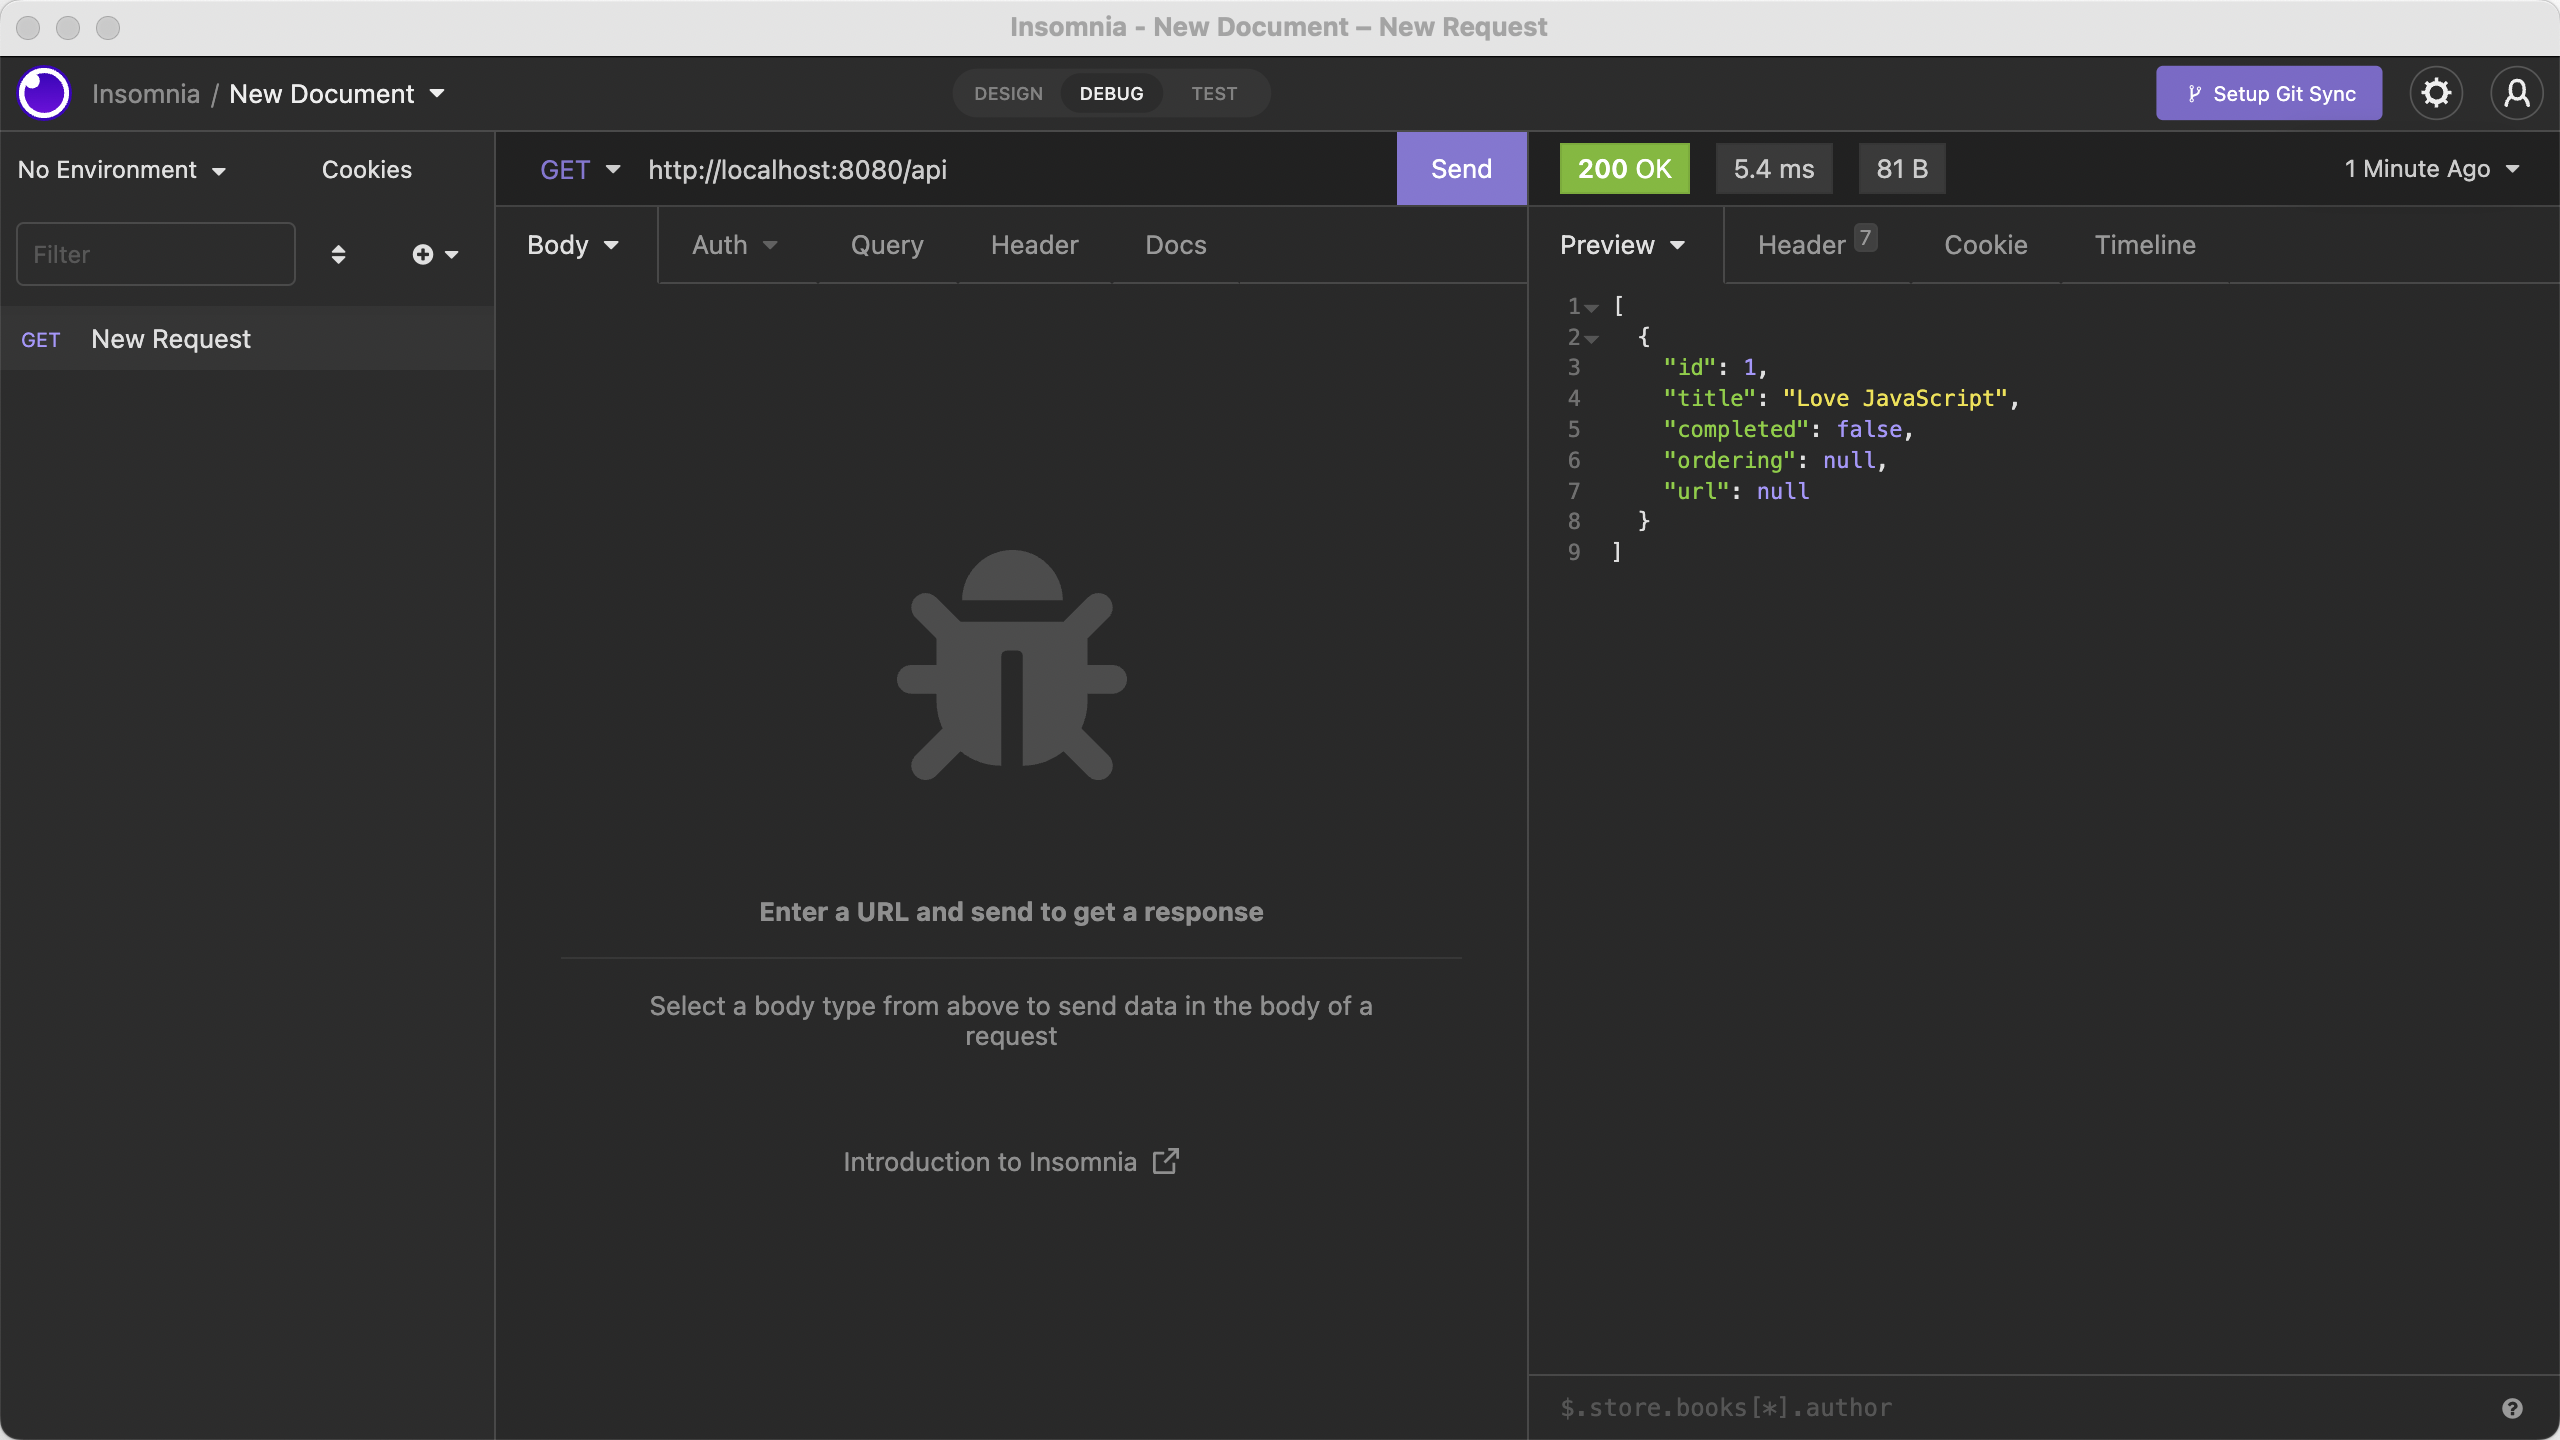 Insomnia - New Document – New Request
Insomnia / New Document
DESIGN DEBUG TEST
Setup Git Sync
No Environment Cookies
GET http://localhost:8080/api Send
200 OK 5.4 ms 81 B 1 Minute Ago
Filter
Body Auth Query Header Docs
Preview Header 7 Cookie Timeline
GET New Request
Enter a URL and send to get a response
Select a body type from above to send data in the body of a
request
Introduction to Insomnia
1 [
2 {
3 "id": 1,
4 "title": "Love JavaScript",
5 "completed": false,
6 "ordering": null,
7 "url": null
8 }
9 ]
$.store.books[*].author